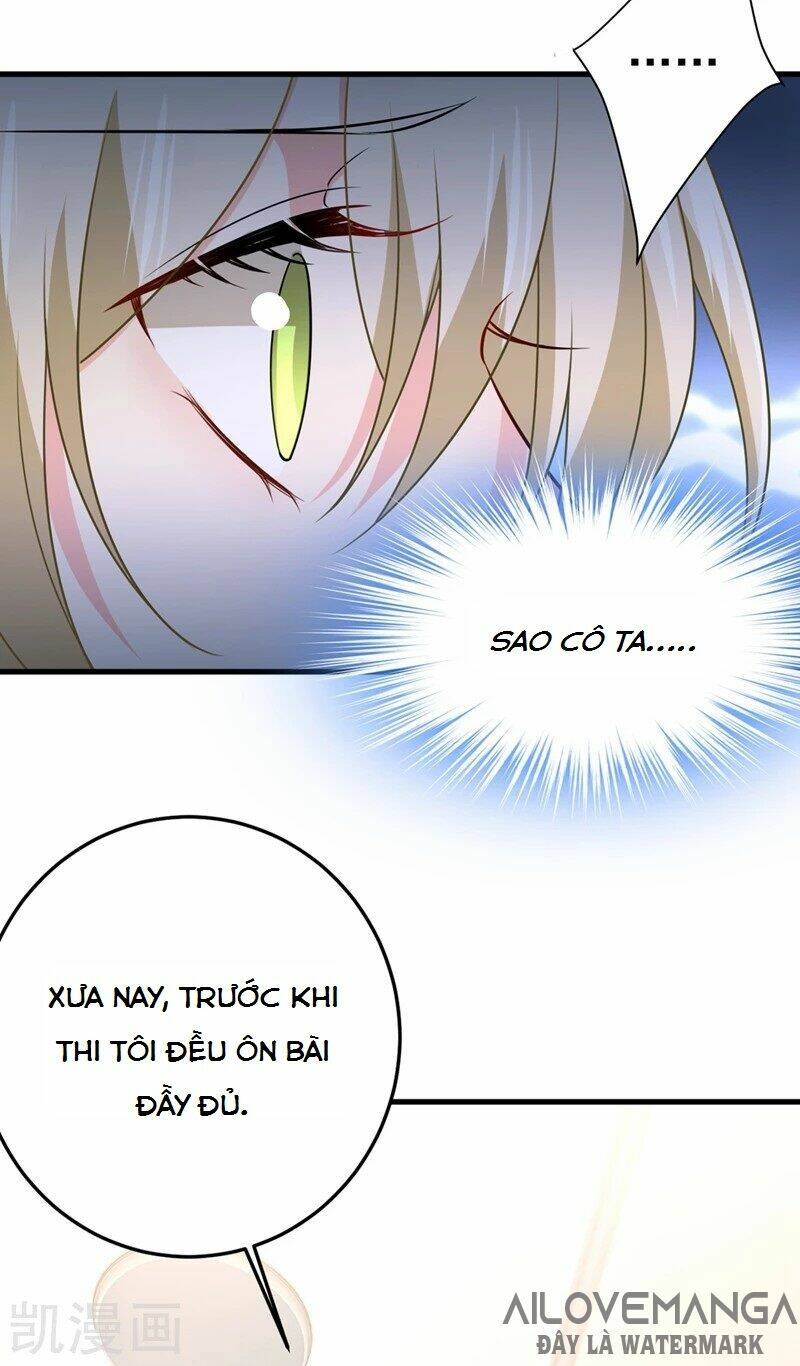 ......
SAO CÔ TA.....
XƯA NAY, TRƯỚC KHI
THI TÔI ĐỀU ÔN BÀI
ĐẦY ĐỦ.
凯漫画
AILOVEMANGA
ĐÂY LÀ WATERMARK